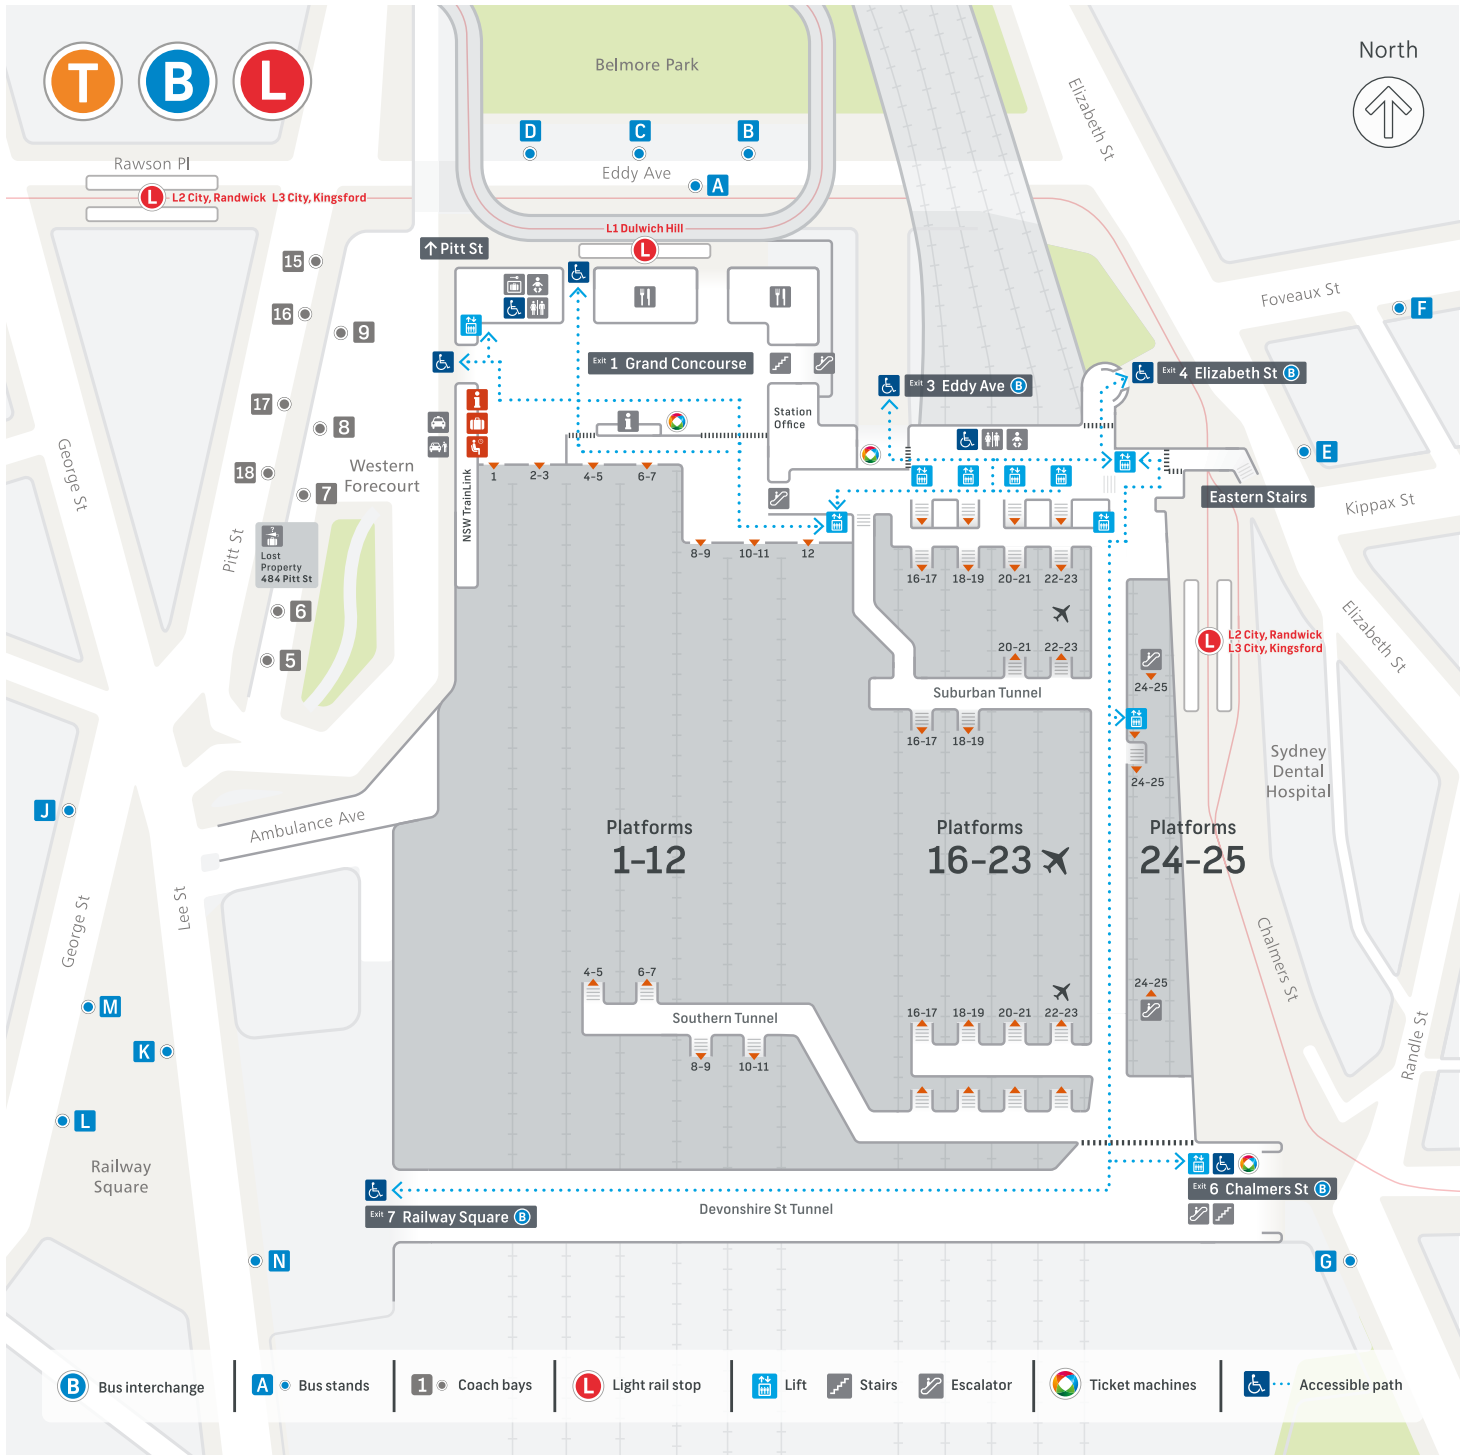 T B L
North
Belmore Park
D C B
Eddy Ave
A
Rawson Pl
L
L2 City, Randwick L3 City, Kingsford
L1 Dulwich Hill
L
Pitt St
Elizabeth St
Foveaux St
F
15
16
9
17
8
18
7
Western
Forecourt
George St
Pitt St
Lost
Property
484 Pitt St
6
5
NSW TrainLink
Exit 1 Grand Concourse
Station
Office
Exit 3 Eddy Ave B
Exit 4 Elizabeth St B
E
Eastern Stairs
Kippax St
Elizabeth St
1
2-3
4-5
6-7
8-9
10-11
12
16-17
18-19
20-21
22-23
20-21
22-23
Suburban Tunnel
16-17
18-19
24-25
24-25
L
L2 City, Randwick
L3 City, Kingsford
Sydney
Dental
Hospital
J
Ambulance Ave
Platforms
1-12
Platforms
16-23
Platforms
24-25
George St
Lee St
Chalmers St
Randle St
M
K
L
Railway
Square
4-5
6-7
Southern Tunnel
8-9
10-11
16-17
18-19
20-21
22-23
24-25
Exit 6 Chalmers St B
Exit 7 Railway Square B
Devonshire St Tunnel
N
G
B Bus interchange
A Bus stands
1 Coach bays
L Light rail stop
Lift
Stairs
Escalator
Ticket machines
Accessible path